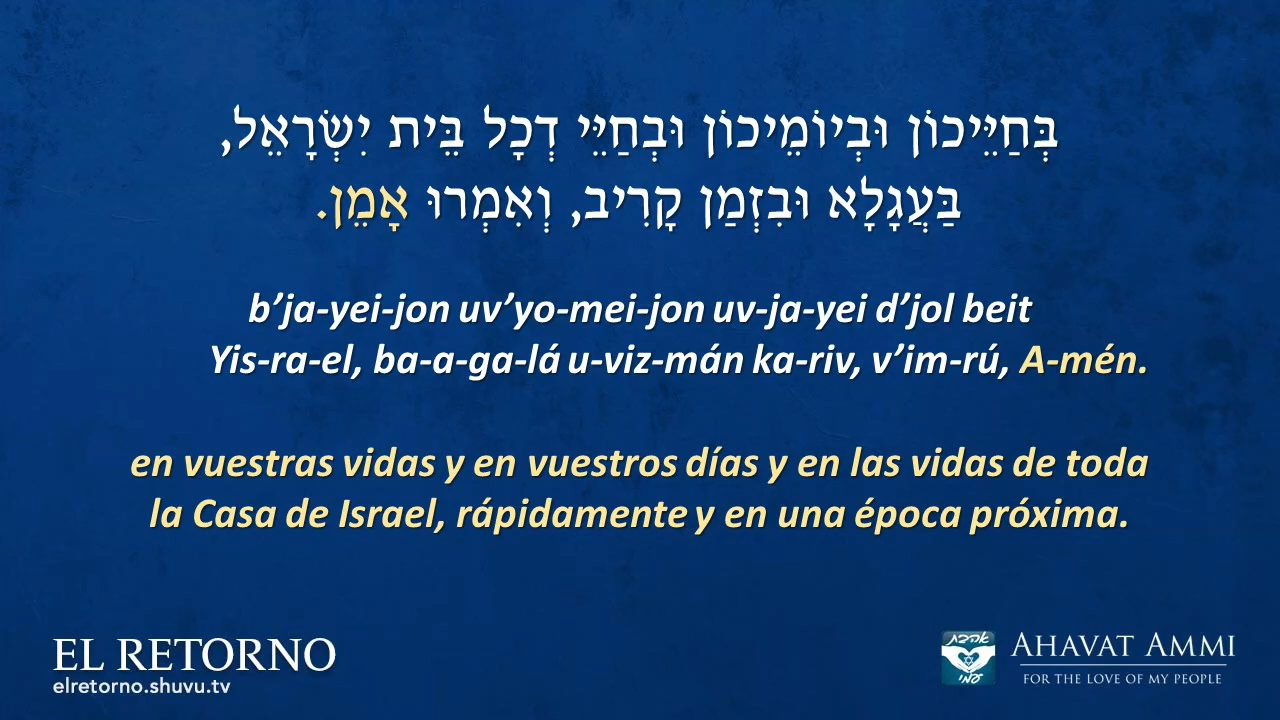 בְּחַיֵּיכוֹן וּבְיוֹמֵיכוֹן וּבְחַיֵּי דְכָל בֵּית יִשְׂרָאֵל,
בַּעֲגָלָא וּבִזְמַן קָרִיב, וְאִמְרוּ אָמֵן.
b’ja-yei-jon uv’yo-mei-jon uv-ja-yei d’jol beit
Yis-ra-el, ba-a-ga-lá u-viz-mán ka-riv, v’im-rú, A-mén.
en vuestras vidas y en vuestros días y en las vidas de toda
la Casa de Israel, rápidamente y en una época próxima.
EL RETORNO
elretorno.shuvu.tv
אהבת
עמי
AHAVAT AMMI
FOR THE LOVE OF MY PEOPLE